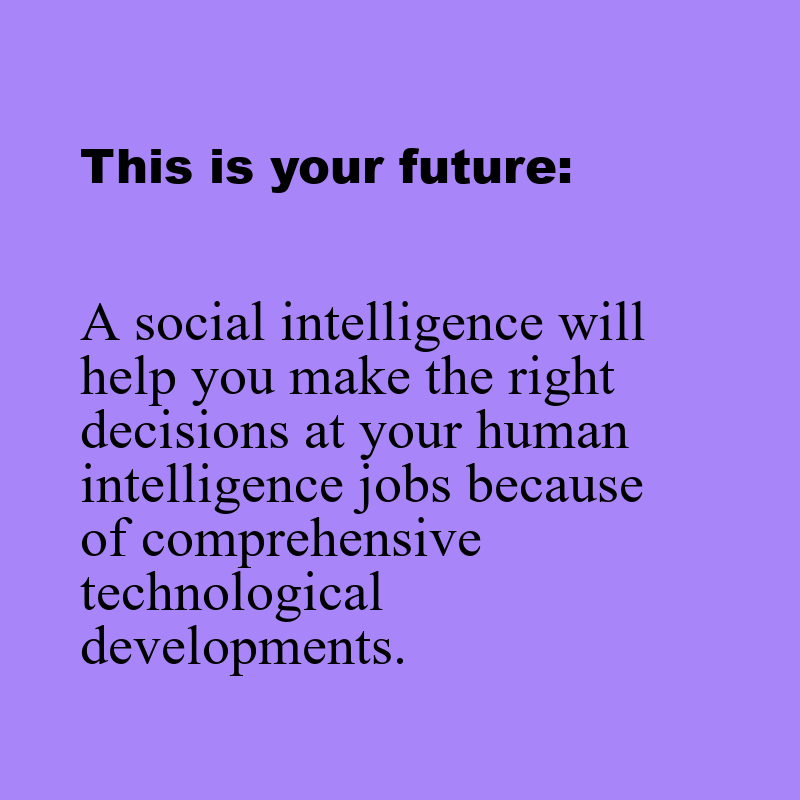 This is your future:
A social intelligence will
help you make the right
decisions at your human
intelligence jobs because
of comprehensive
technological
developments.